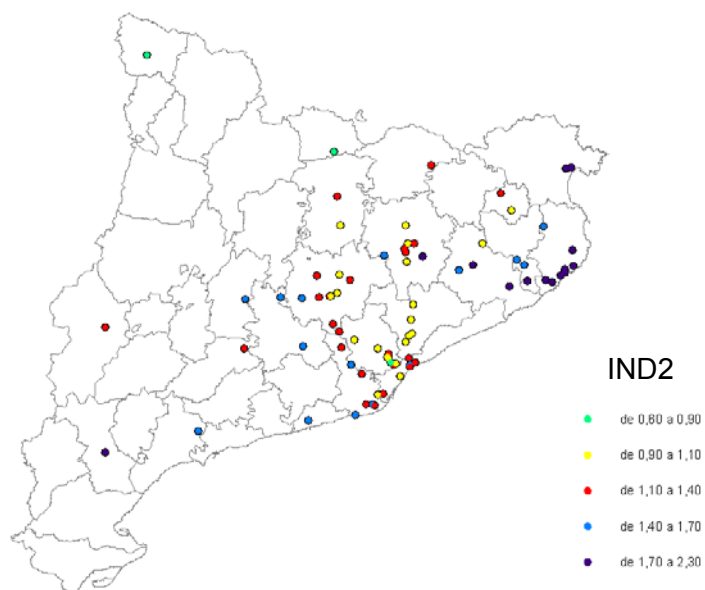 IND2
de 0,60 a 0,90
de 0,90 a 1,10
de 1,10 a 1,40
de 1,40 a 1,70
de 1,70 a 2,30